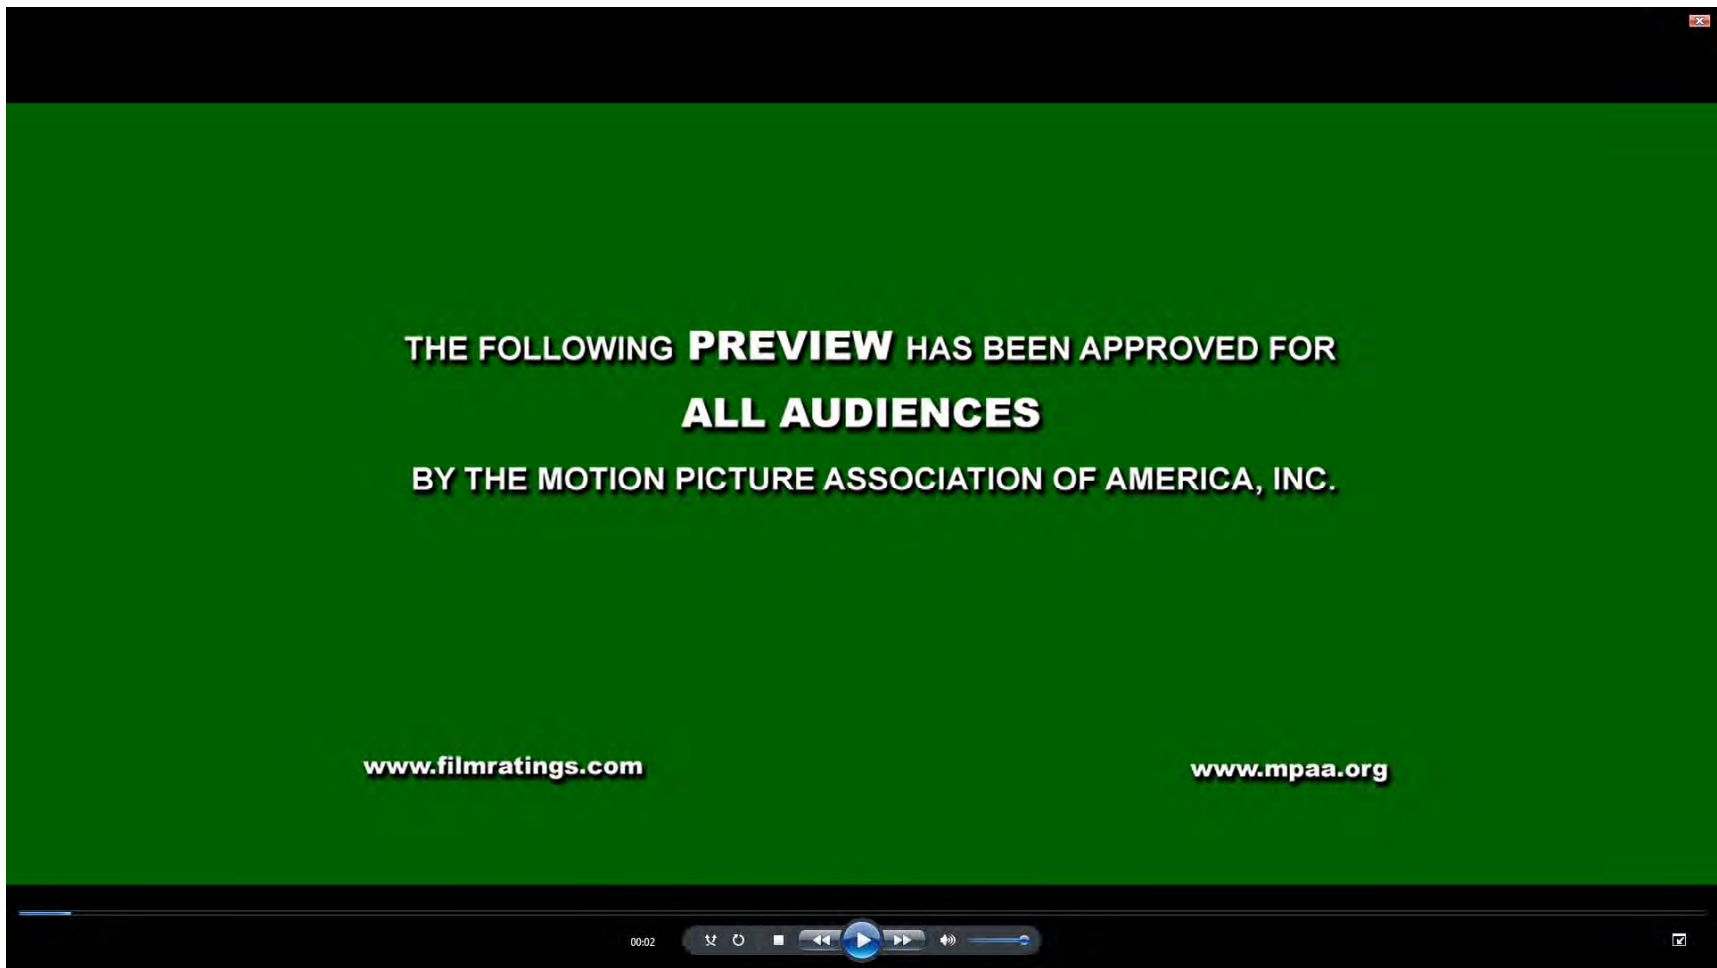 THE FOLLOWING PREVIEW HAS BEEN APPROVED FOR
ALL AUDIENCES
BY THE MOTION PICTURE ASSOCIATION OF AMERICA, INC.
www.filmratings.com www.mpaa.org
00:02